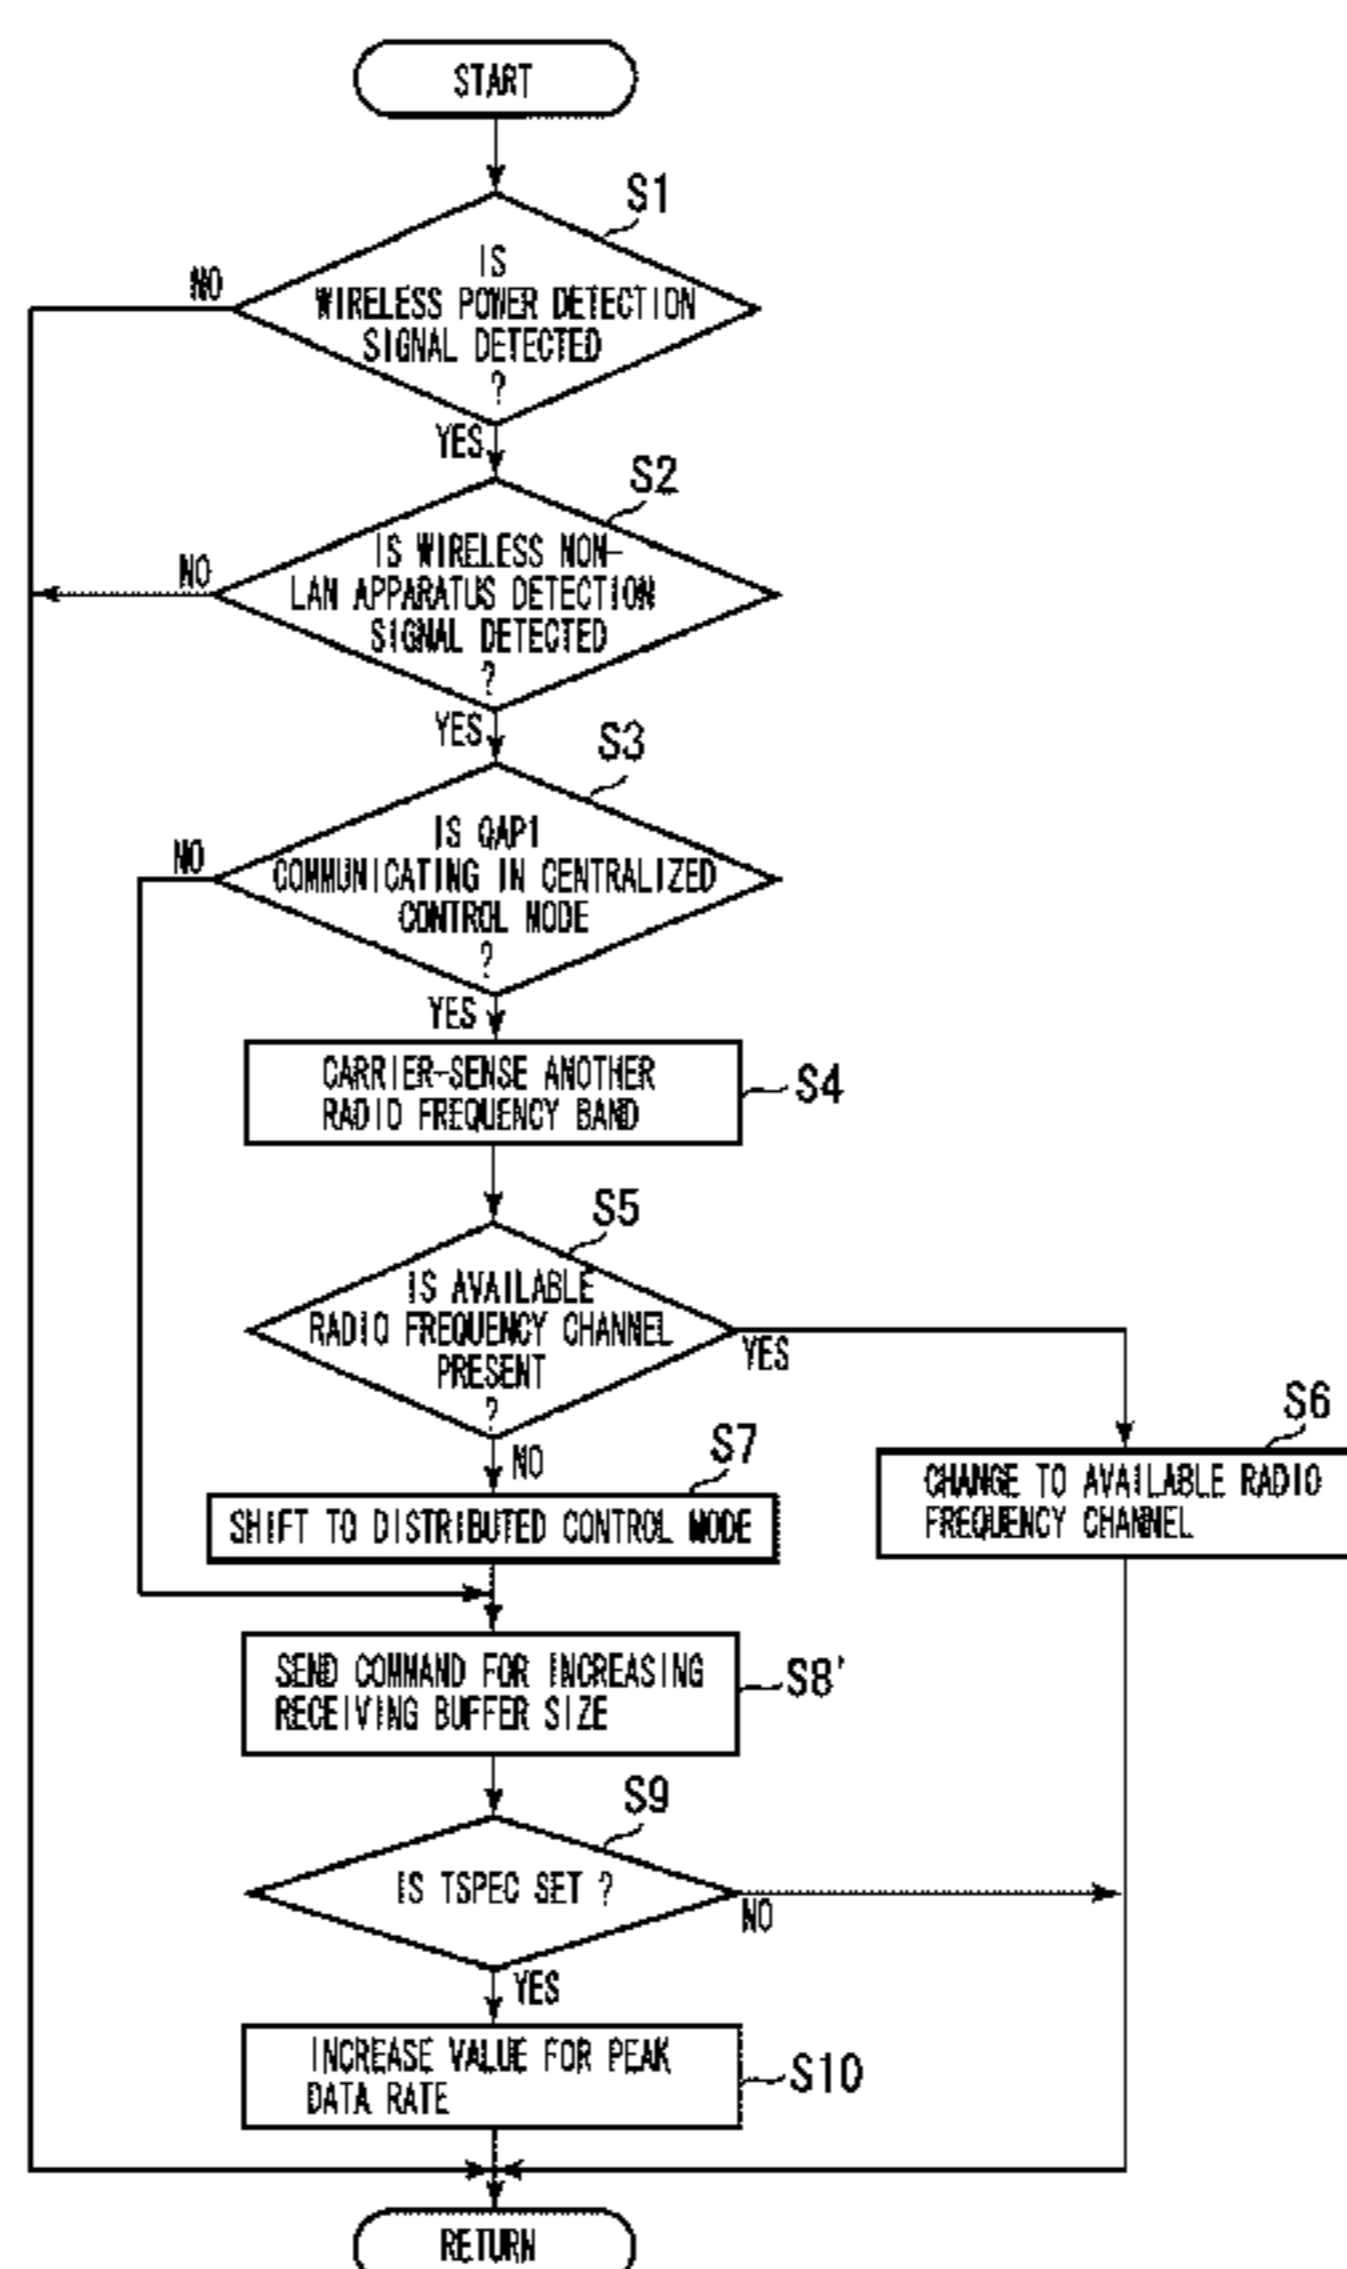 START
S1
IS
WIRELESS POWER DETECTION
SIGNAL DETECTED
?
NO
YES
S2
IS WIRELESS NON-
LAN APPARATUS DETECTION
SIGNAL DETECTED
?
NO
YES
S3
IS QAP1
COMMUNICATING IN CENTRALIZED
CONTROL MODE
?
NO
YES
CARRIER-SENSE ANOTHER
RADIO FREQUENCY BAND
S4
S5
IS AVAILABLE
RADIO FREQUENCY CHANNEL
PRESENT
?
YES
NO
S6
CHANGE TO AVAILABLE RADIO
FREQUENCY CHANNEL
S7
SHIFT TO DISTRIBUTED CONTROL MODE
SEND COMMAND FOR INCREASING
RECEIVING BUFFER SIZE
S8'
S9
IS TSPEC SET ?
NO
YES
INCREASE VALUE FOR PEAK
DATA RATE
S10
RETURN